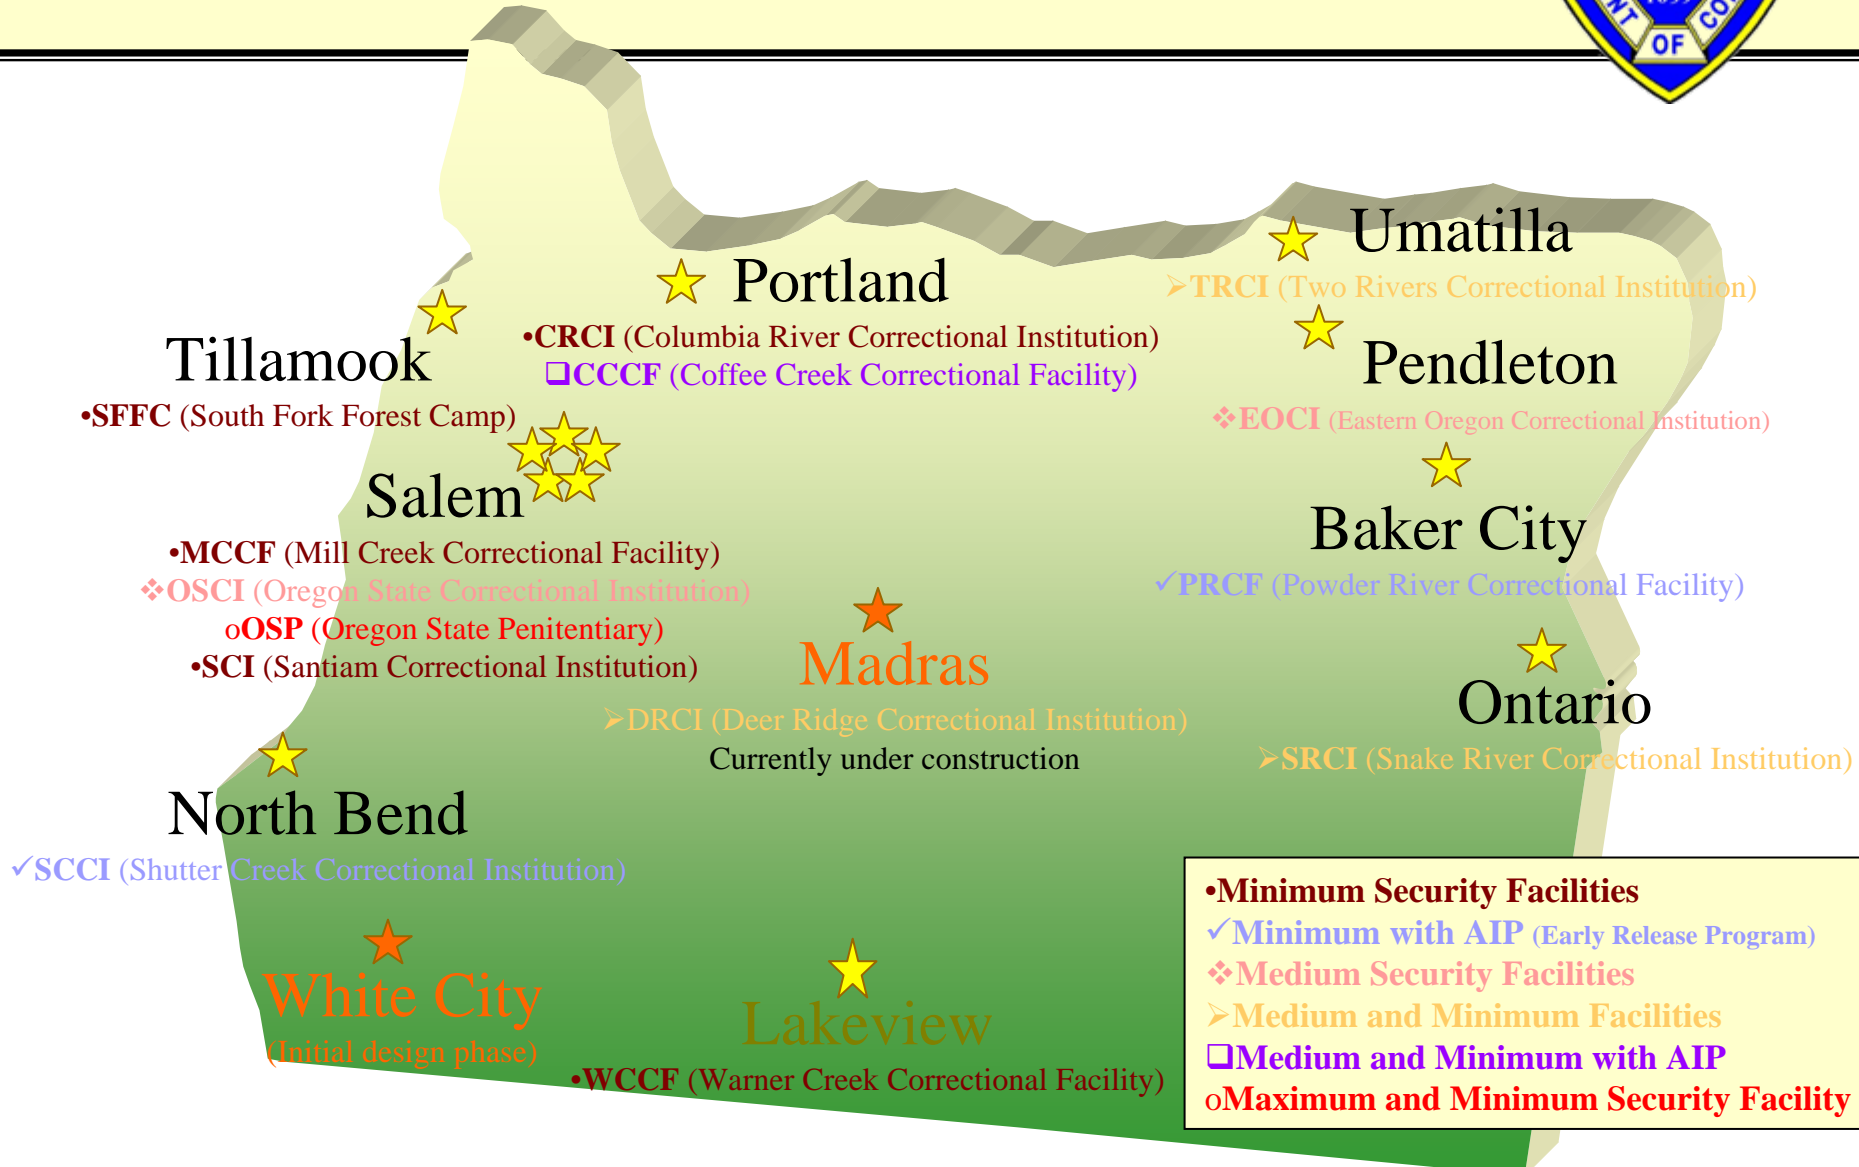 1859
NT
OF
CO
Umatilla
➢TRCI (Two Rivers Correctional Institution)
Portland
•CRCI (Columbia River Correctional Institution)
❑CCCF (Coffee Creek Correctional Facility)
Tillamook
•SFFC (South Fork Forest Camp)
Pendleton
❖EOCI (Eastern Oregon Correctional Institution)
Salem
•MCCF (Mill Creek Correctional Facility)
❖OSCI (Oregon State Correctional Institution)
oOSP (Oregon State Penitentiary)
•SCI (Santiam Correctional Institution)
Baker City
✓PRCF (Powder River Correctional Facility)
Madras
➢DRCI (Deer Ridge Correctional Institution)
Currently under construction
Ontario
➢SRCI (Snake River Correctional Institution)
North Bend
✓SCCI (Shutter Creek Correctional Institution)
White City
(Initial design phase)
Lakeview
•WCCF (Warner Creek Correctional Facility)
•Minimum Security Facilities
✓Minimum with AIP (Early Release Program)
❖Medium Security Facilities
➢Medium and Minimum Facilities
❑Medium and Minimum with AIP
oMaximum and Minimum Security Facility